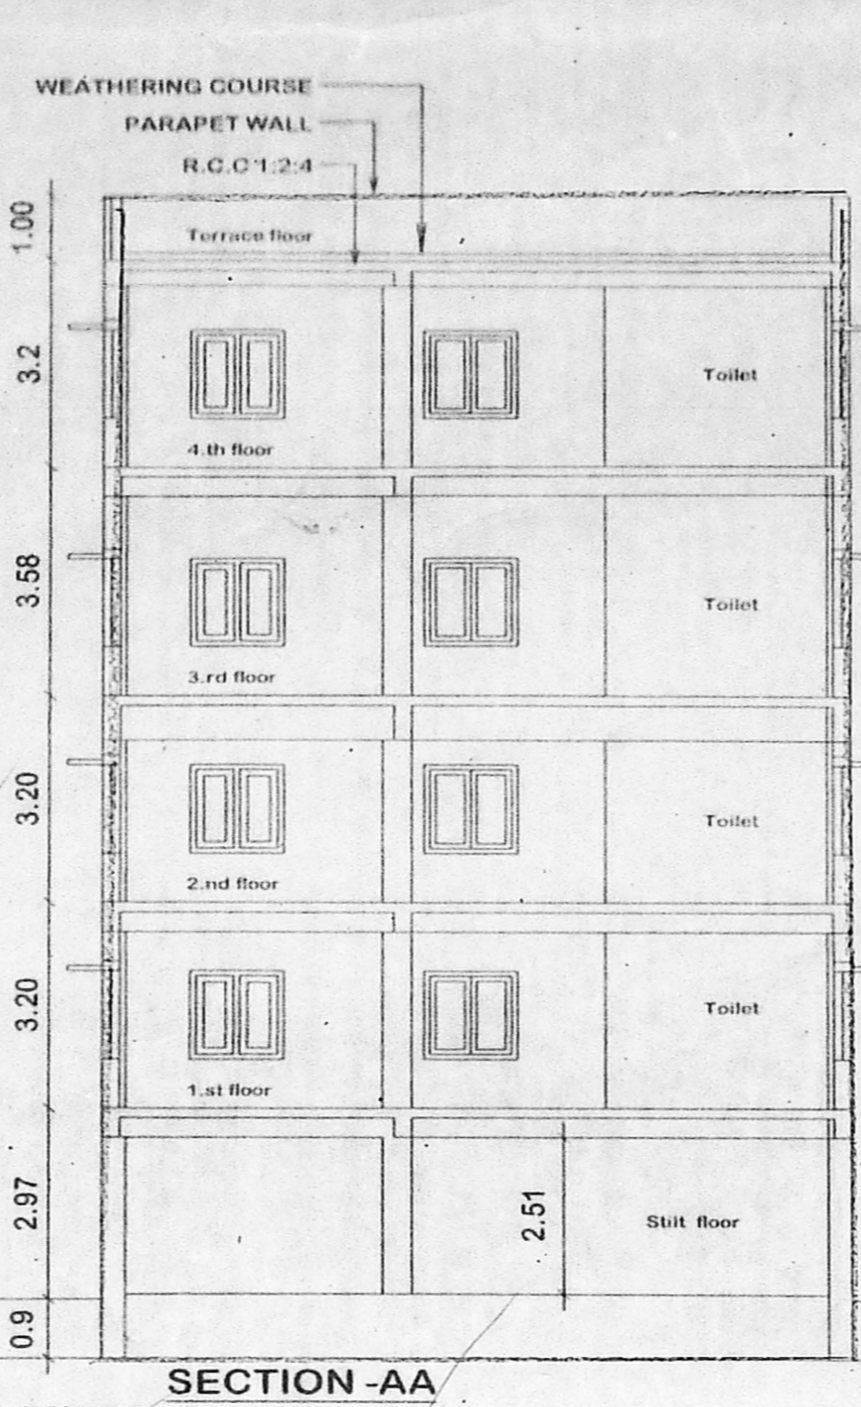 WEATHERING COURSE
PARAPET WALL
R.C.C 1:2:4
1.00
Terrace floor
3.2
Toilet
4.th floor
3.58
Toilet
3.rd floor
3.20
Toilet
2.nd floor
3.20
Toilet
1.st floor
2.97
2.51
Stilt floor
0.9
SECTION -AA